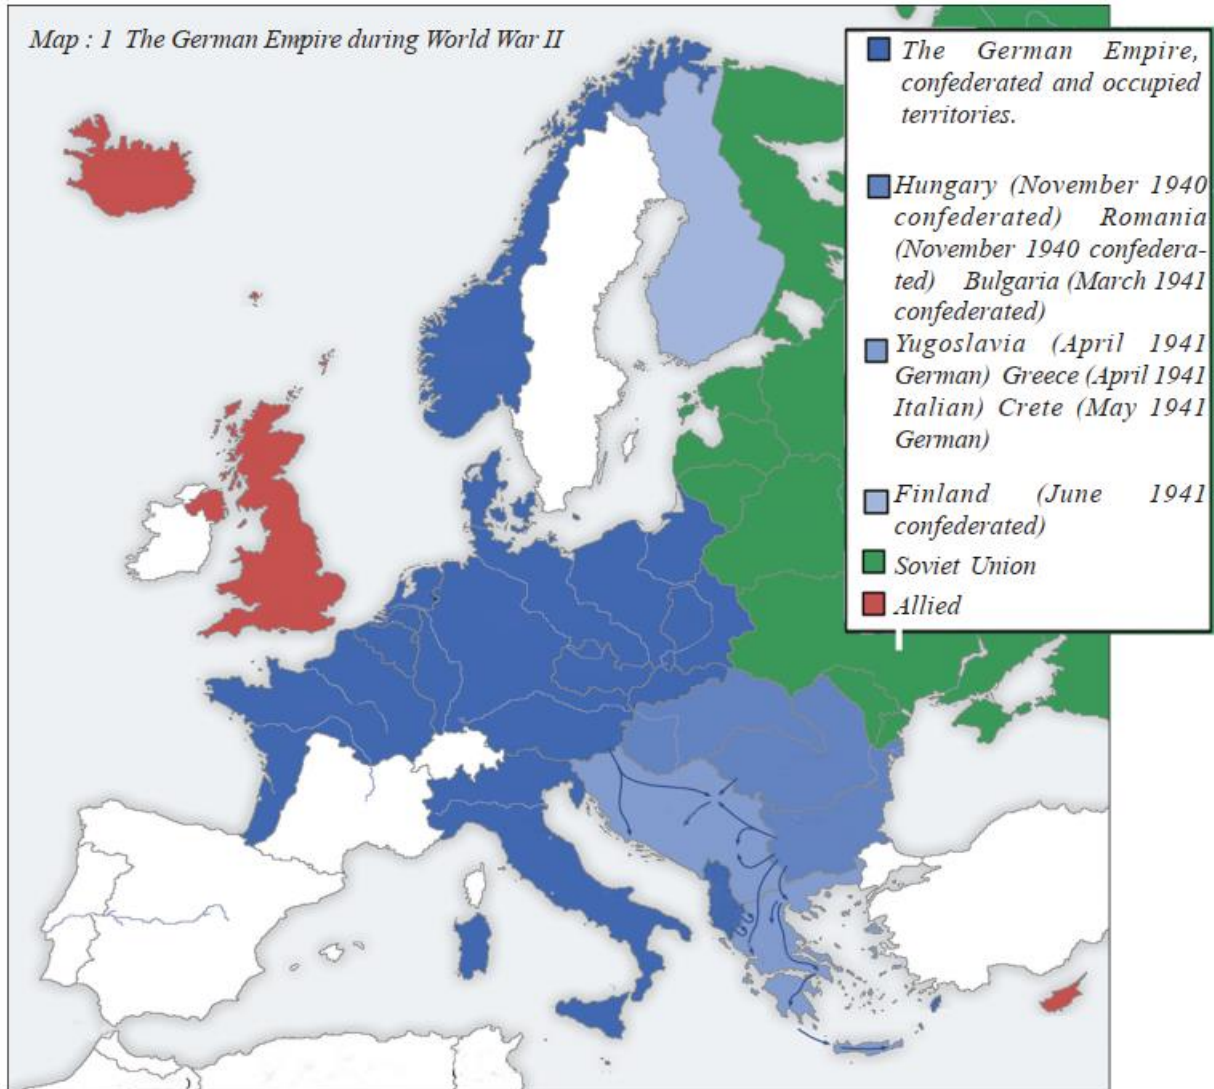 Map : 1 The German Empire during World War II
The German Empire,
confederated and occupied
territories.
Hungary (November 1940
confederated) Romania
(November 1940 confedera-
ted) Bulgaria (March 1941
confederated)
Yugoslavia (April 1941
German) Greece (April 1941
Italian) Crete (May 1941
German)
Finland (June 1941
confederated)
Soviet Union
Allied